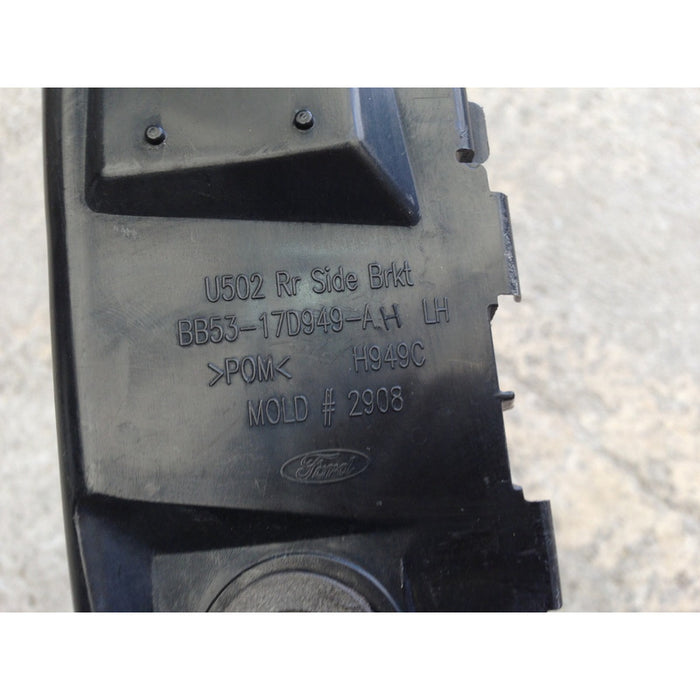 U502 Rr Side Brkt
BB53-17D949-AH LH
>POM< H949C
MOLD # 2908
Ford